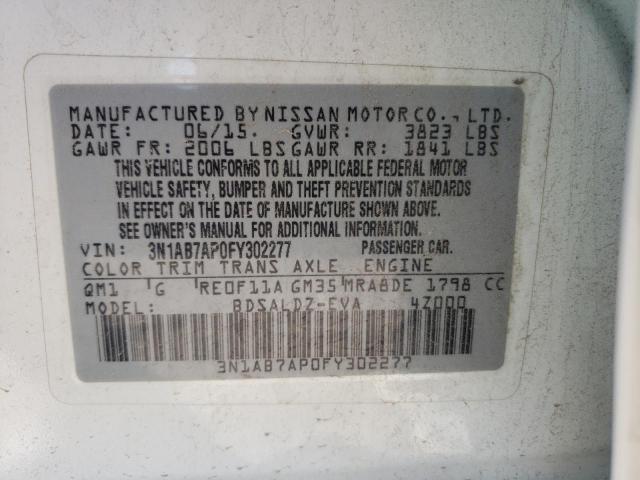 MANUFACTURED BY NISSAN MOTOR CO., LTD.
DATE: 06/15. GVWR: 3823 LBS
GAWR FR: 2006 LBS GAWR RR: 1841 LBS
THIS VEHICLE CONFORMS TO ALL APPLICABLE FEDERAL MOTOR
VEHICLE SAFETY, BUMPER AND THEFT PREVENTION STANDARDS
IN EFFECT ON THE DATE OF MANUFACTURE SHOWN ABOVE.
SEE OWNER'S MANUAL FOR ADDITIONAL INFORMATION.
VIN: 3N1AB7AP0FY302277 PASSENGER CAR.
COLOR TRIM TRANS AXLE ENGINE
QM1 G RE0F11A GM35 MRA8DE 1798 CC
MODEL: BDSALDZ-EVA 4Z000
3N1AB7AP0FY302277